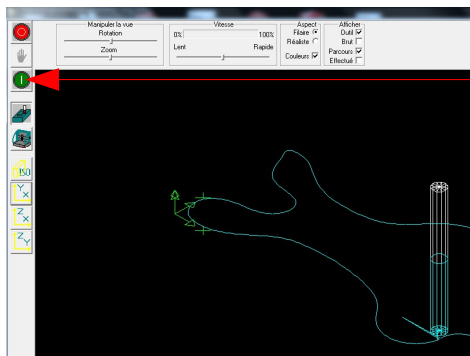 Manipuler la vue
Rotation
Zoom
Vitesse
0%
100%
Lent
Rapide
Aspect
Filaire
Réaliste
Couleurs
Afficher
Outil
Brut
Parcours
Effectué
ISO
Y
X
Z
X
Z
Y